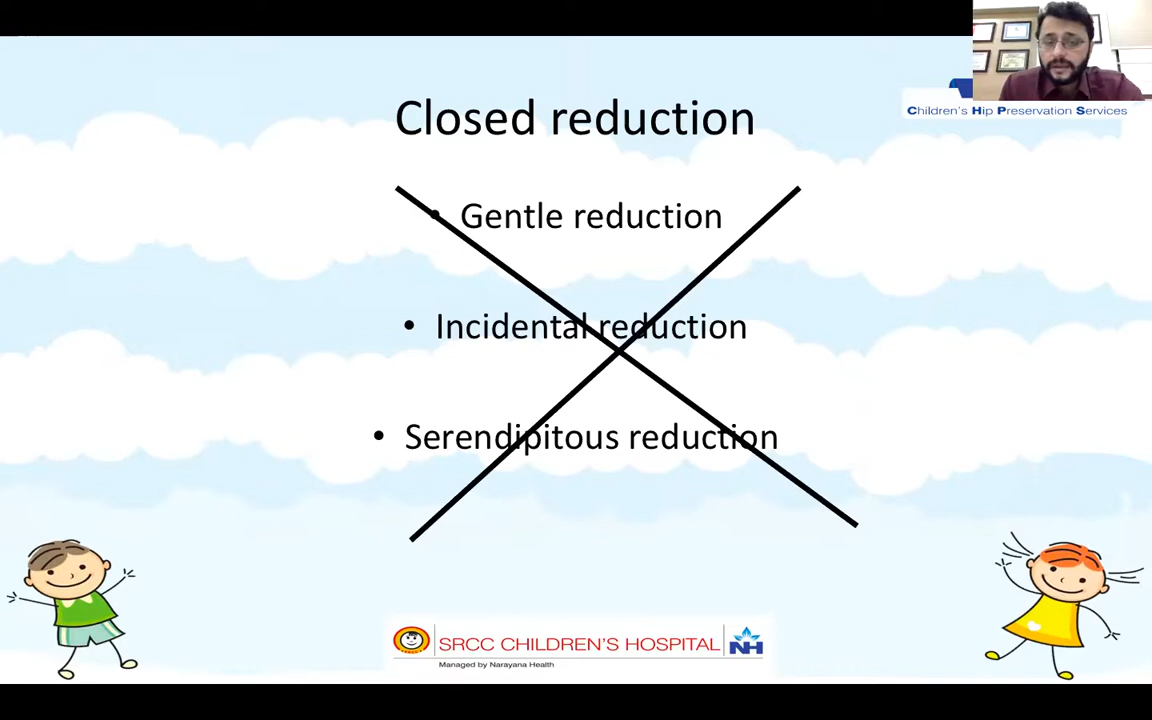 Children's Hip Preservation Services
Closed reduction
• Gentle reduction
• Incidental reduction
• Serendipitous reduction
SRCC CHILDREN'S HOSPITAL
NH
Managed by Narayana Health